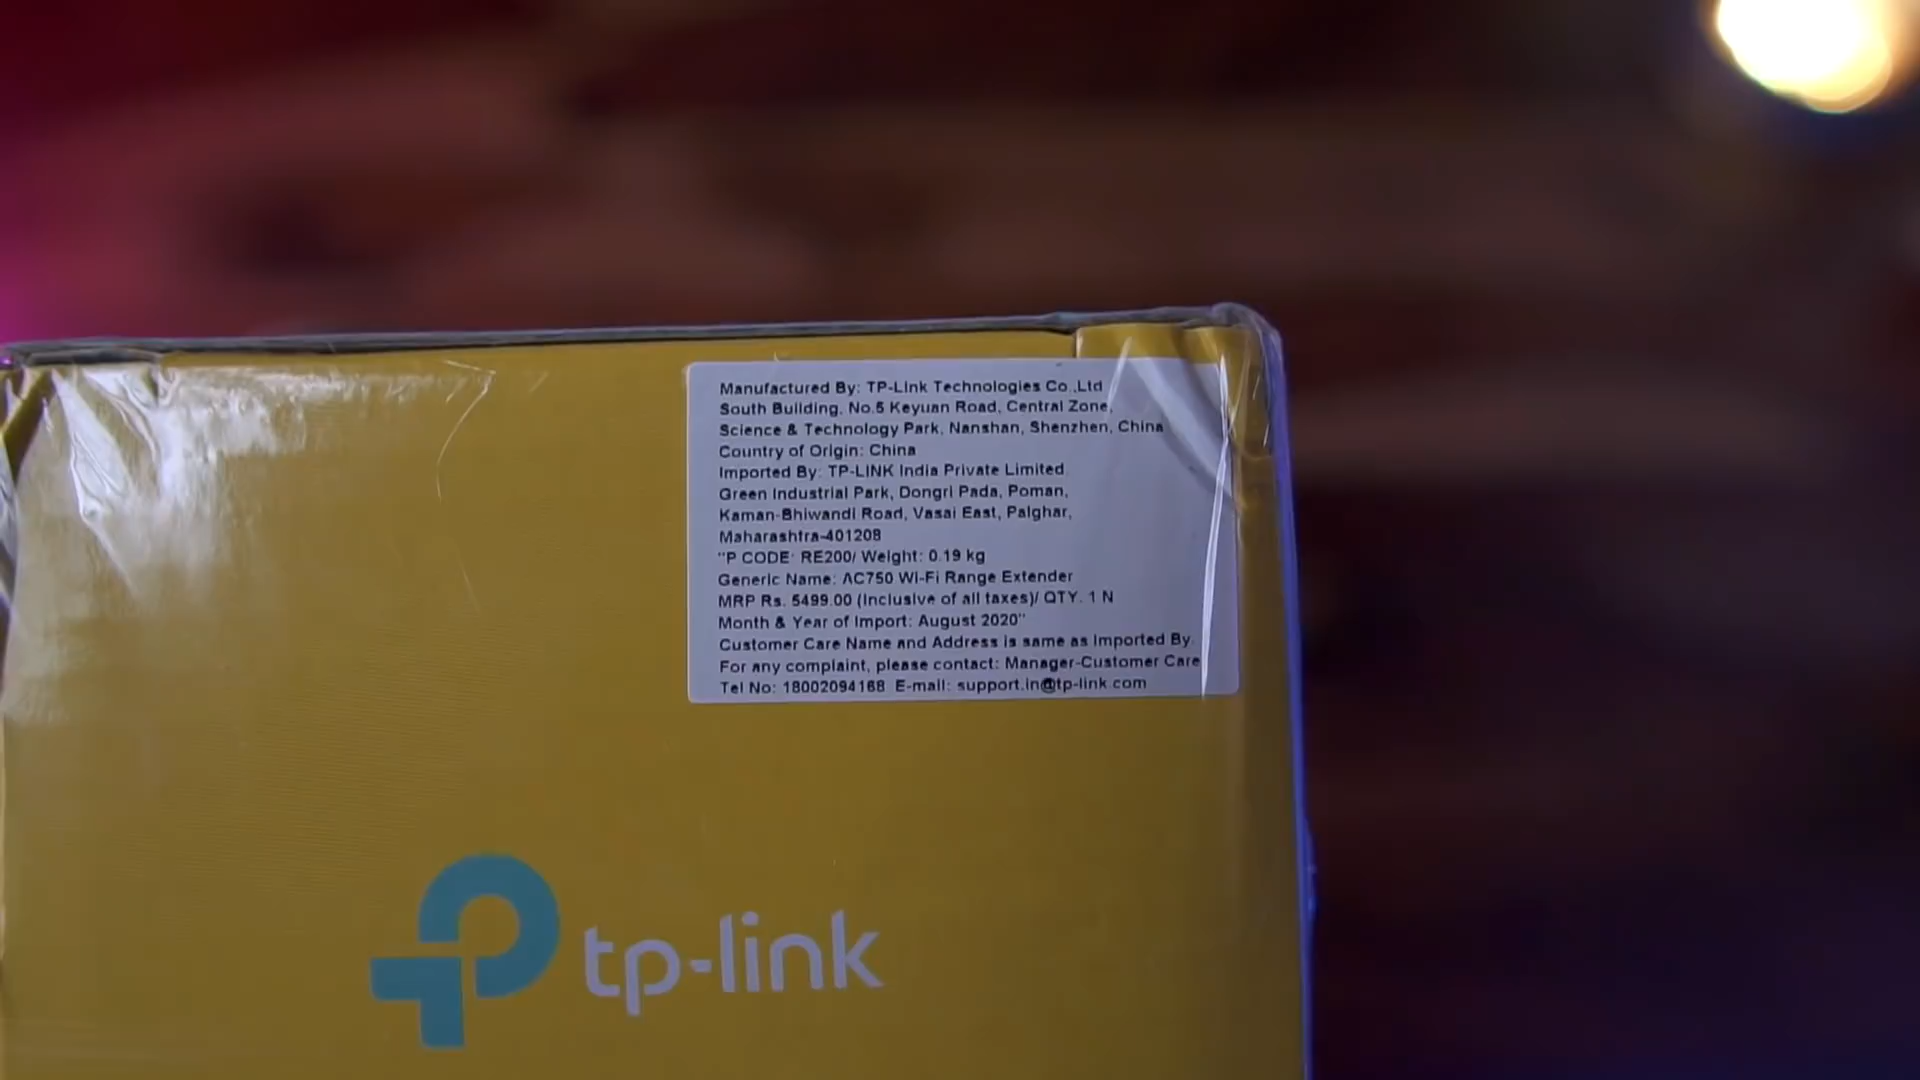 Manufactured By: TP-Link Technologies Co.,Ltd
South Building, No.5 Keyuan Road, Central Zone,
Science & Technology Park, Nanshan, Shenzhen, China
Country of Origin: China
Imported By: TP-LINK India Private Limited
Green Industrial Park, Dongri Pada, Poman,
Kaman-Bhiwandi Road, Vasai East, Palghar,
Maharashtra-401208
"P CODE: RE200/ Weight: 0.19 kg
Generic Name: AC750 Wi-Fi Range Extender
MRP Rs. 5499.00 (Inclusive of all taxes)/ QTY. 1 N
Month & Year of Import: August 2020"
Customer Care Name and Address is same as Imported By.
For any complaint, please contact: Manager-Customer Care
Tel No: 18002094168 E-mail: support.in@tp-link.com
tp-link